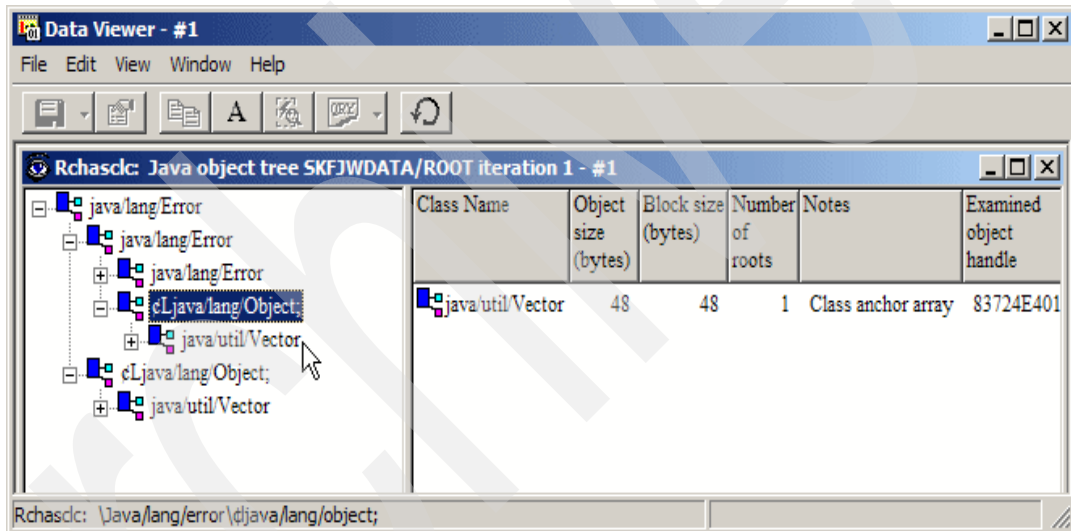 Data Viewer - #1
File Edit View Window Help
A
QRY
Rchasclc: Java object tree SKFJWDATA/ROOT iteration 1 - #1
java/lang/Error
java/lang/Error
java/lang/Error
¢Ljava/lang/Object;
java/util/Vector
¢Ljava/lang/Object;
java/util/Vector
Class Name Object size (bytes) Block size (bytes) Number of roots Notes Examined object handle
java/util/Vector 48 48 1 Class anchor array 83724E401
Rchasclc: \Java/lang/error\¢ljava/lang/object;